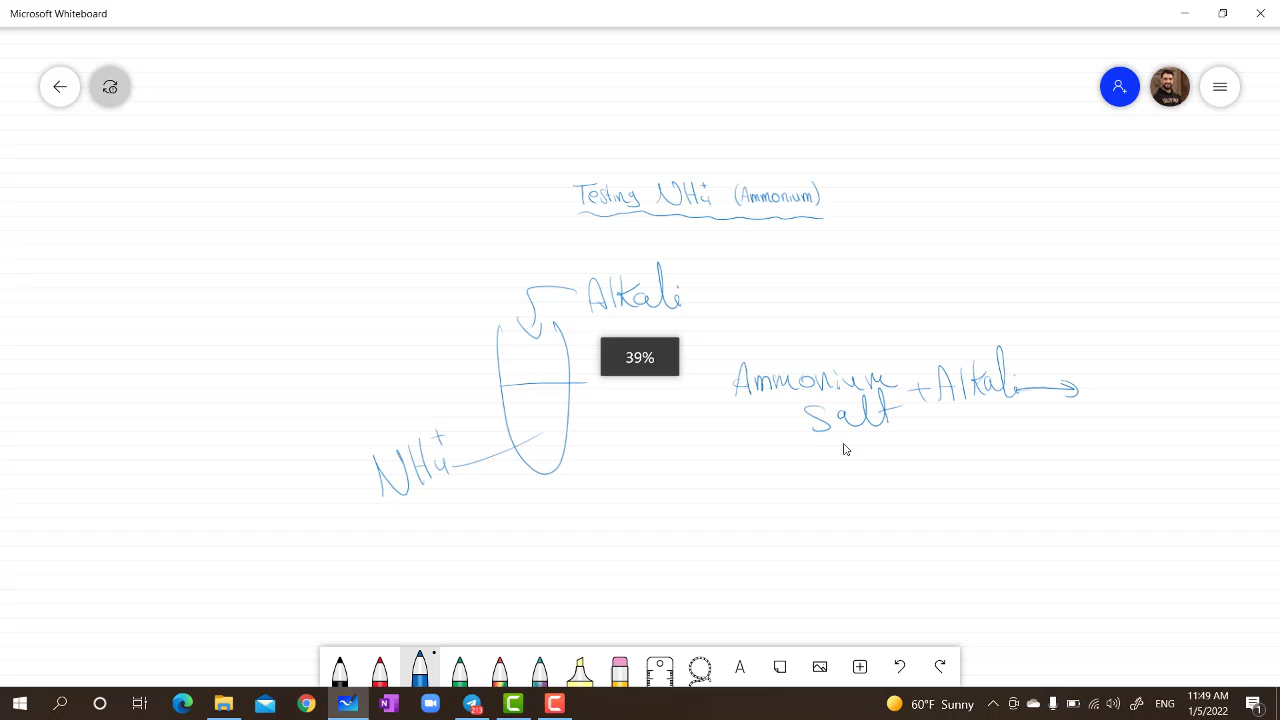 Microsoft Whiteboard
Testing NH4+ (Ammonium)
Alkali
39%
Ammonium + Alkali →
Salt
NH4+
A
213
60°F Sunny
11:49 AM
1/5/2022